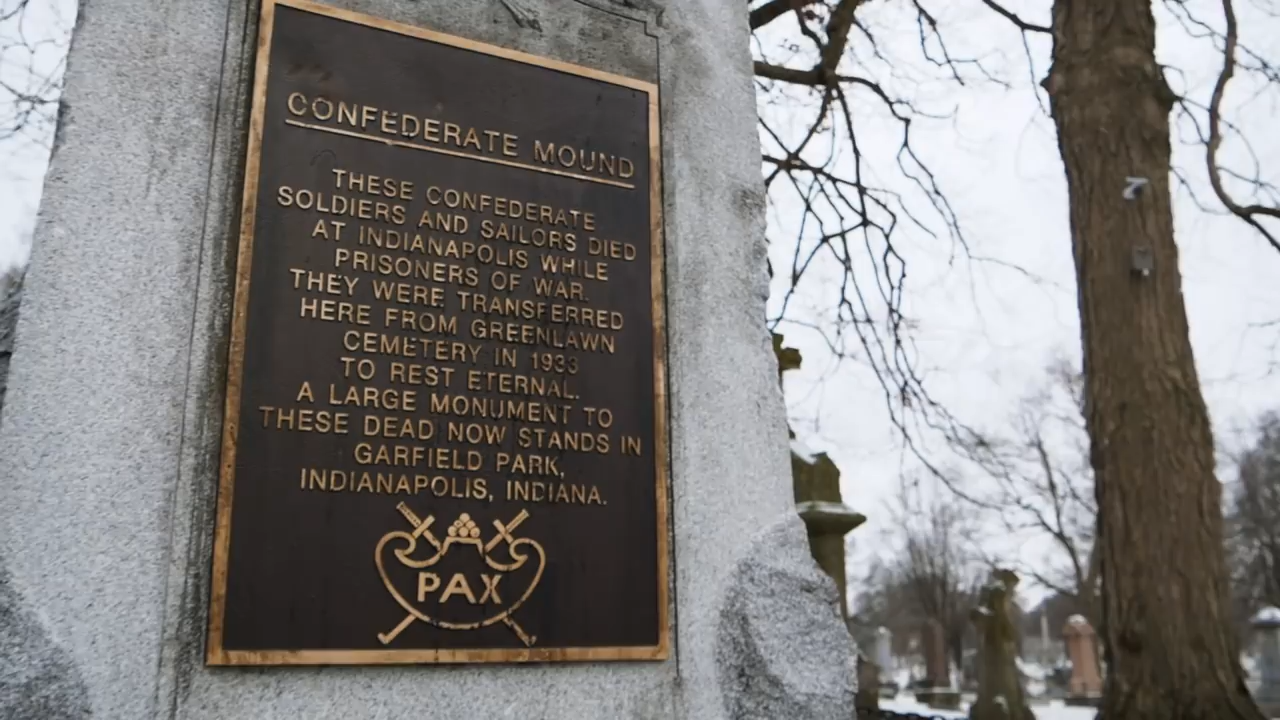 CONFEDERATE MOUND
THESE CONFEDERATE
SOLDIERS AND SAILORS DIED
AT INDIANAPOLIS WHILE
PRISONERS OF WAR.
THEY WERE TRANSFERRED
HERE FROM GREENLAWN
CEMETERY IN 1933
TO REST ETERNAL.
A LARGE MONUMENT TO
THESE DEAD NOW STANDS IN
GARFIELD PARK,
INDIANAPOLIS, INDIANA.
PAX
7